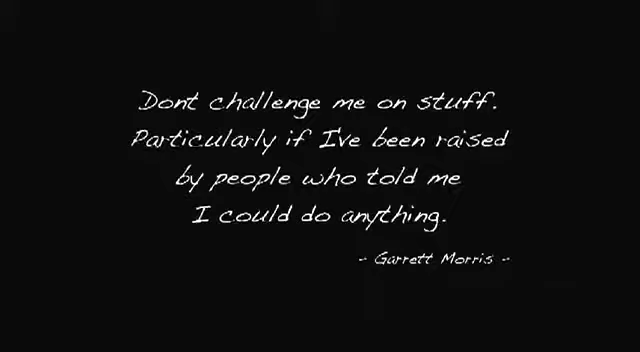 Dont challenge me on stuff.
Particularly if I've been raised
by people who told me
I could do anything.
- Garrett Morris -